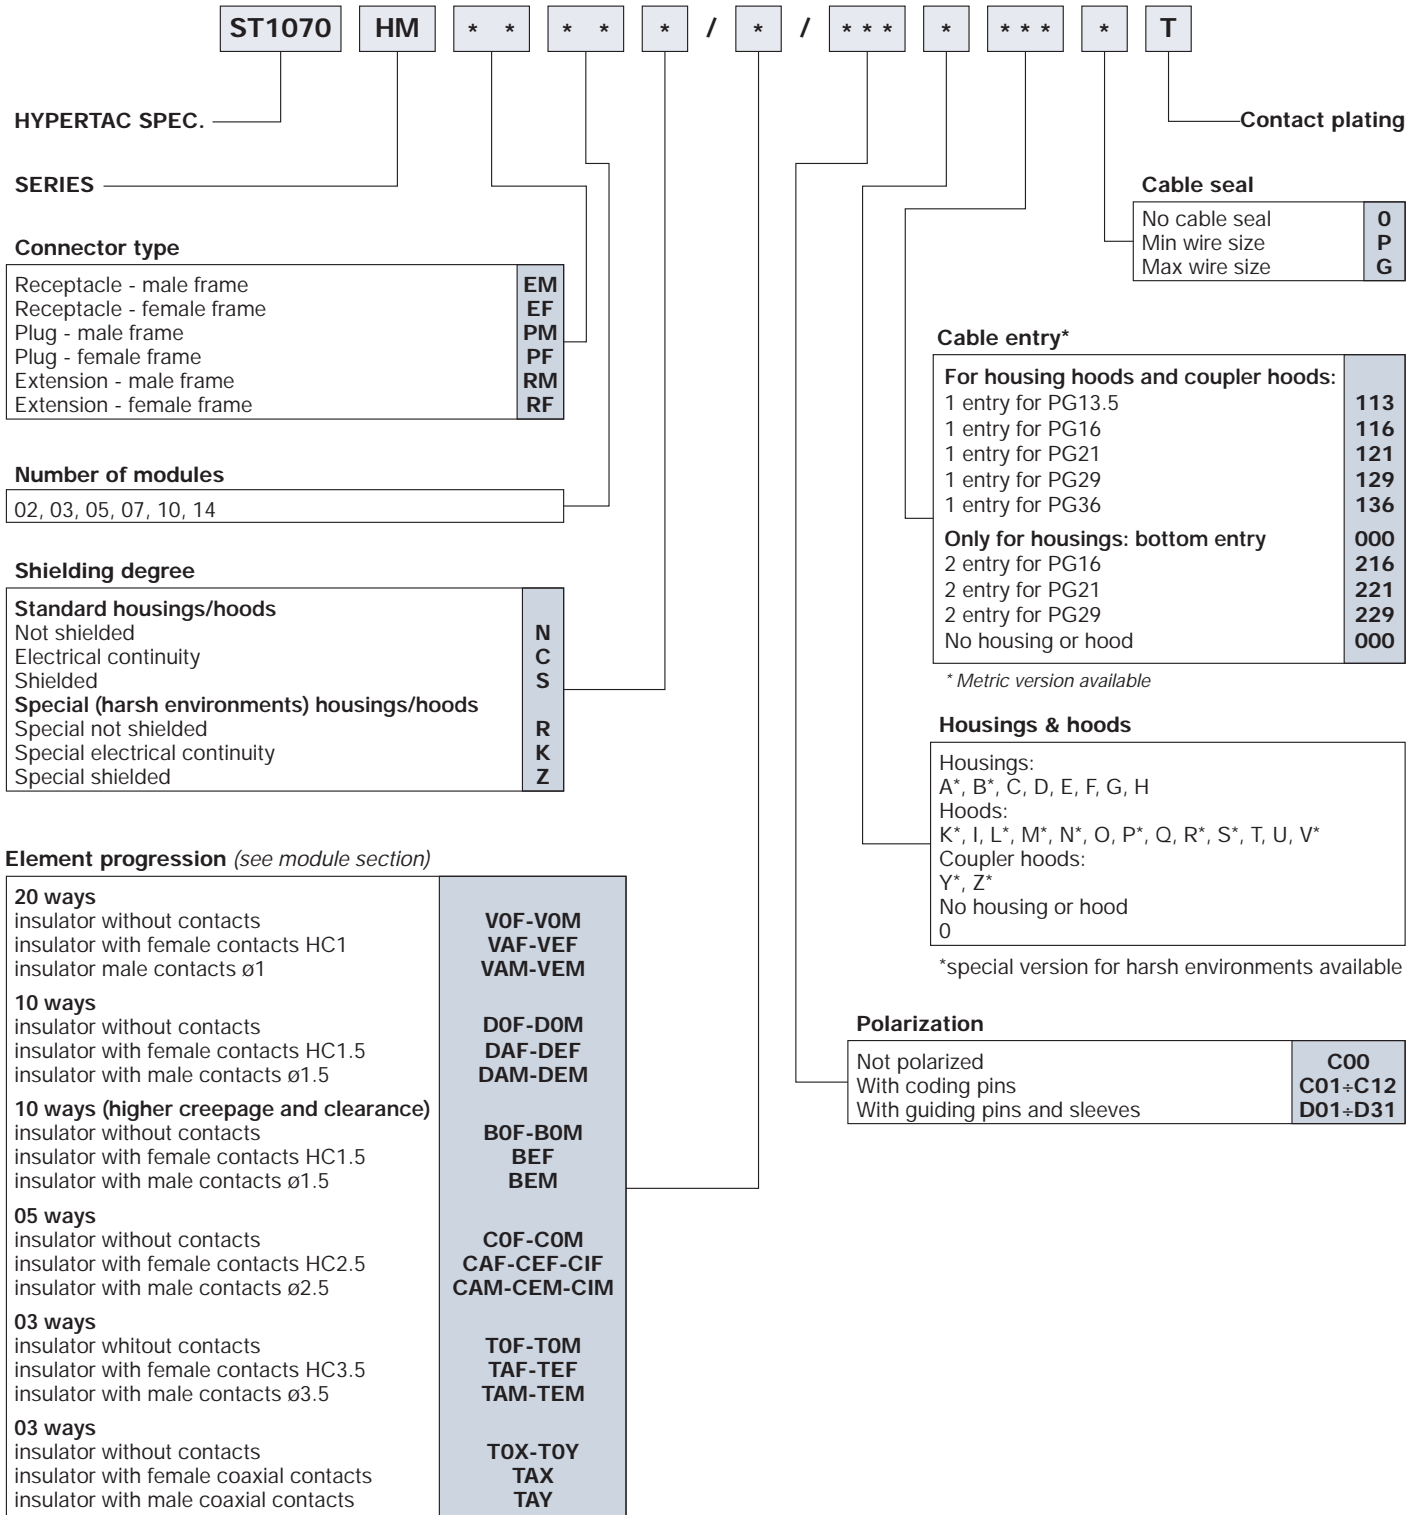 ST1070 HM * * * * * / * / * * * * * * * * T
HYPERTAC SPEC.
Contact plating
SERIES
Cable seal
No cable seal 0
Min wire size P
Max wire size G
Connector type
Receptacle - male frame EM
Receptacle - female frame EF
Plug - male frame PM
Plug - female frame PF
Extension - male frame RM
Extension - female frame RF
Cable entry*
For housing hoods and coupler hoods:
1 entry for PG13.5 113
1 entry for PG16 116
1 entry for PG21 121
1 entry for PG29 129
1 entry for PG36 136
Only for housings: bottom entry 000
2 entry for PG16 216
2 entry for PG21 221
2 entry for PG29 229
No housing or hood 000
* Metric version available
Number of modules
02, 03, 05, 07, 10, 14
Shielding degree
Standard housings/hoods
Not shielded N
Electrical continuity C
Shielded S
Special (harsh environments) housings/hoods
Special not shielded R
Special electrical continuity K
Special shielded Z
Housings & hoods
Housings:
A*, B*, C, D, E, F, G, H
Hoods:
K*, I, L*, M*, N*, O, P*, Q, R*, S*, T, U, V*
Coupler hoods:
Y*, Z*
No housing or hood
0
*special version for harsh environments available
Element progression (see module section)
20 ways
insulator without contacts V0F-V0M
insulator with female contacts HC1 VAF-VEF
insulator male contacts ø1 VAM-VEM
10 ways
insulator without contacts D0F-D0M
insulator with female contacts HC1.5 DAF-DEF
insulator with male contacts ø1.5 DAM-DEM
10 ways (higher creepage and clearance)
insulator without contacts B0F-B0M
insulator with female contacts HC1.5 BEF
insulator with male contacts ø1.5 BEM
05 ways
insulator without contacts C0F-C0M
insulator with female contacts HC2.5 CAF-CEF-CIF
insulator with male contacts ø2.5 CAM-CEM-CIM
03 ways
insulator whitout contacts T0F-T0M
insulator with female contacts HC3.5 TAF-TEF
insulator with male contacts ø3.5 TAM-TEM
03 ways
insulator without contacts T0X-T0Y
insulator with female coaxial contacts TAX
insulator with male coaxial contacts TAY
Polarization
Not polarized C00
With coding pins C01÷C12
With guiding pins and sleeves D01÷D31